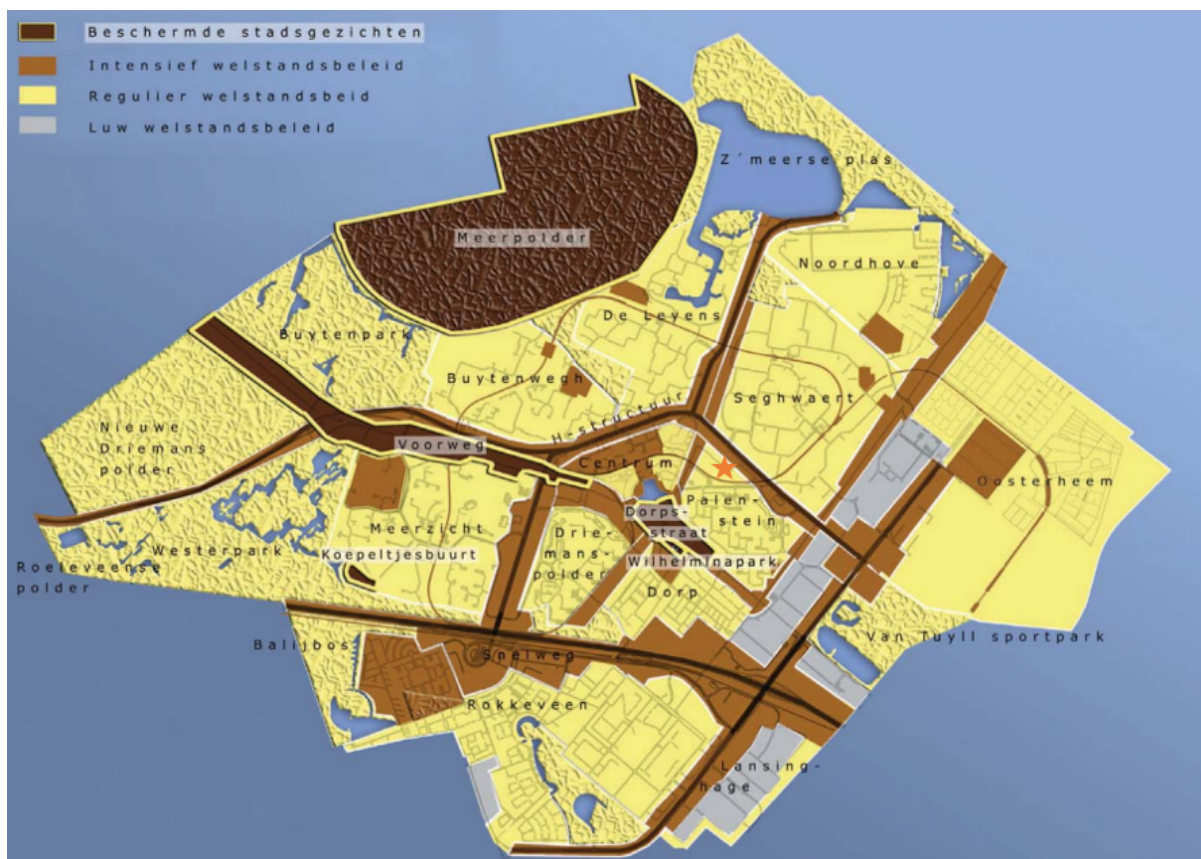 Beschermde stadsgezichten
Intensief welstandsbeleid
Regulier welstandsbeid
Luw welstandsbeleid
Z´meerse plas
Meerpolder
Noordhove
De Leyens
Buytenpark
Buytenwegh
Seghwaert
H-structuur
Nieuwe
Driemans
polder
Voorweg
Centrum
Oosterheem
Palen-
stein
Meerzicht
Dorps-
straat
Drie-
mans-
polder
Westerpark
Koepeltjesbuurt
Wilhelminapark
Roeleveense
polder
Dorp
Van Tuyll sportpark
Balijbos
Snelweg
Rokkeveen
Lansing-
hage